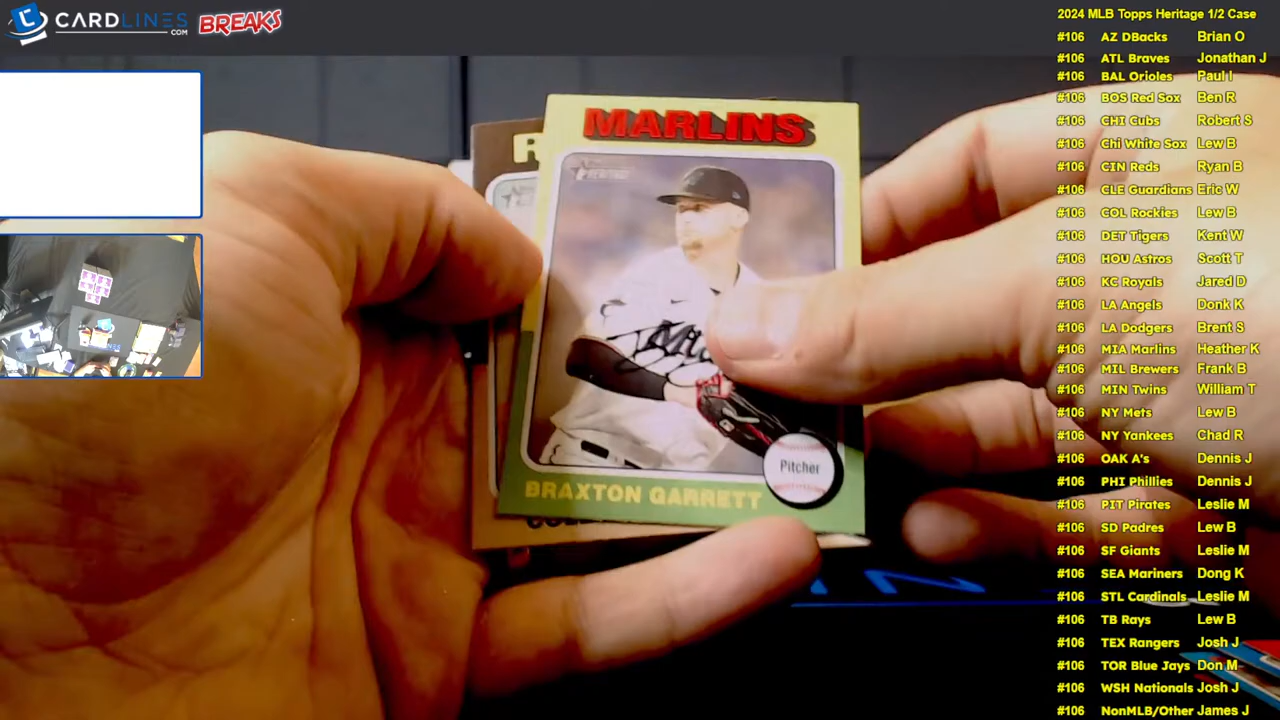 CARDLINES
.COM
BREAKS
2024 MLB Topps Heritage 1/2 Case
#106 AZ DBacks Brian O
#106 ATL Braves Jonathan J
#106 BAL Orioles Paul I
#106 BOS Red Sox Ben R
#106 CHI Cubs Robert S
#106 Chi White Sox Lew B
#106 CIN Reds Ryan B
#106 CLE Guardians Eric W
#106 COL Rockies Lew B
#106 DET Tigers Kent W
#106 HOU Astros Scott T
#106 KC Royals Jared D
#106 LA Angels Donk K
#106 LA Dodgers Brent S
#106 MIA Marlins Heather K
#106 MIL Brewers Frank B
#106 MIN Twins William T
#106 NY Mets Lew B
#106 NY Yankees Chad R
#106 OAK A's Dennis J
#106 PHI Phillies Dennis J
#106 PIT Pirates Leslie M
#106 SD Padres Lew B
#106 SF Giants Leslie M
#106 SEA Mariners Dong K
#106 STL Cardinals Leslie M
#106 TB Rays Lew B
#106 TEX Rangers Josh J
#106 TOR Blue Jays Don M
#106 WSH Nationals Josh J
#106 NonMLB/Other James J
MARLINS
HERITAGE
Pitcher
BRAXTON GARRETT